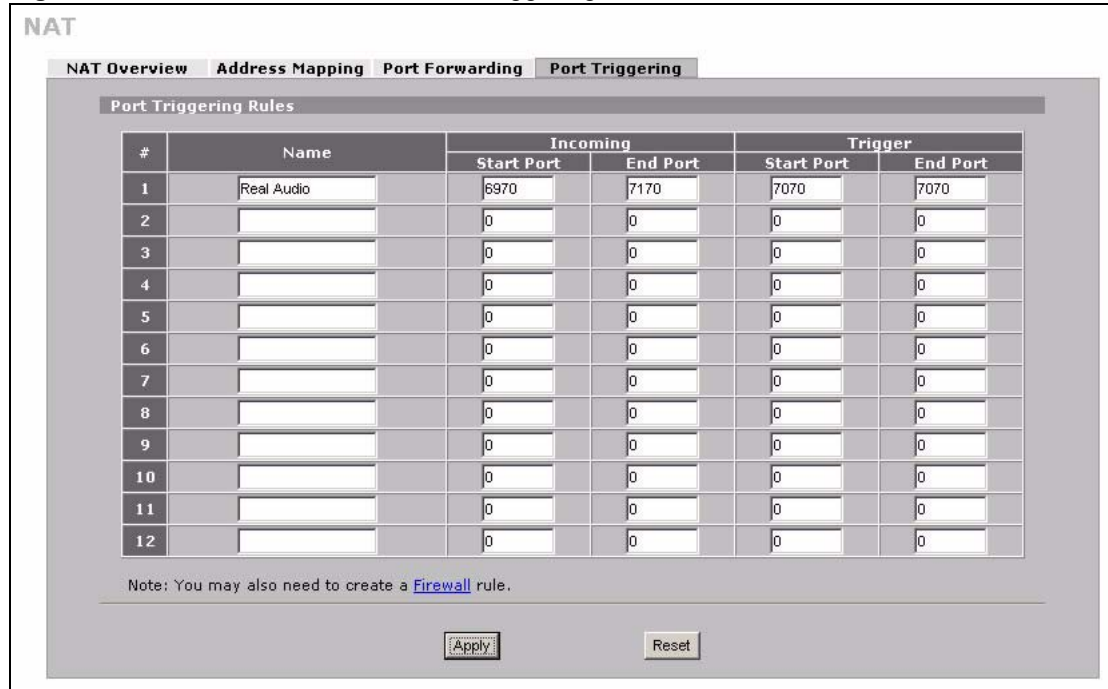 NAT
NAT Overview Address Mapping Port Forwarding Port Triggering
Port Triggering Rules
# Name Incoming Trigger
Start Port End Port Start Port End Port
1 Real Audio 6970 7170 7070 7070
2 0 0 0 0
3 0 0 0 0
4 0 0 0 0
5 0 0 0 0
6 0 0 0 0
7 0 0 0 0
8 0 0 0 0
9 0 0 0 0
10 0 0 0 0
11 0 0 0 0
12 0 0 0 0
Note: You may also need to create a Firewall rule.
Apply Reset